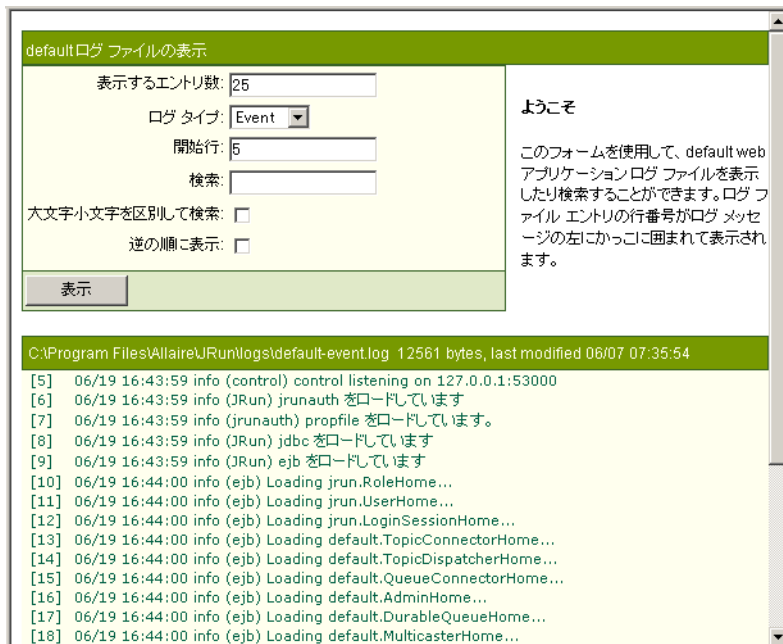 defaultログ ファイルの表示
表示するエントリ数: 25
ログ タイプ: Event
開始行: 5
検索:
大文字小文字を区別して検索:
逆の順に表示:
表示
ようこそ
このフォームを使用して、default web
アプリケーション ログ ファイルを表示
したり検索することができます。ログ フ
ァイル エントリの行番号がログ メッセ
ージの左にかっこに囲まれて表示され
ます。
C:\Program Files\Allaire\JRun\logs\default-event.log 12561 bytes, last modified 06/07 07:35:54
[5] 06/19 16:43:59 info (control) control listening on 127.0.0.1:53000
[6] 06/19 16:43:59 info (JRun) jrunauth をロードしています
[7] 06/19 16:43:59 info (jrunauth) propfile をロードしています。
[8] 06/19 16:43:59 info (JRun) jdbc をロードしています
[9] 06/19 16:43:59 info (JRun) ejb をロードしています
[10] 06/19 16:44:00 info (ejb) Loading jrun.RoleHome...
[11] 06/19 16:44:00 info (ejb) Loading jrun.UserHome...
[12] 06/19 16:44:00 info (ejb) Loading jrun.LoginSessionHome...
[13] 06/19 16:44:00 info (ejb) Loading default.TopicConnectorHome...
[14] 06/19 16:44:00 info (ejb) Loading default.TopicDispatcherHome...
[15] 06/19 16:44:00 info (ejb) Loading default.QueueConnectorHome...
[16] 06/19 16:44:00 info (ejb) Loading default.AdminHome...
[17] 06/19 16:44:00 info (ejb) Loading default.DurableQueueHome...
[18] 06/19 16:44:00 info (ejb) Loading default.MulticasterHome...